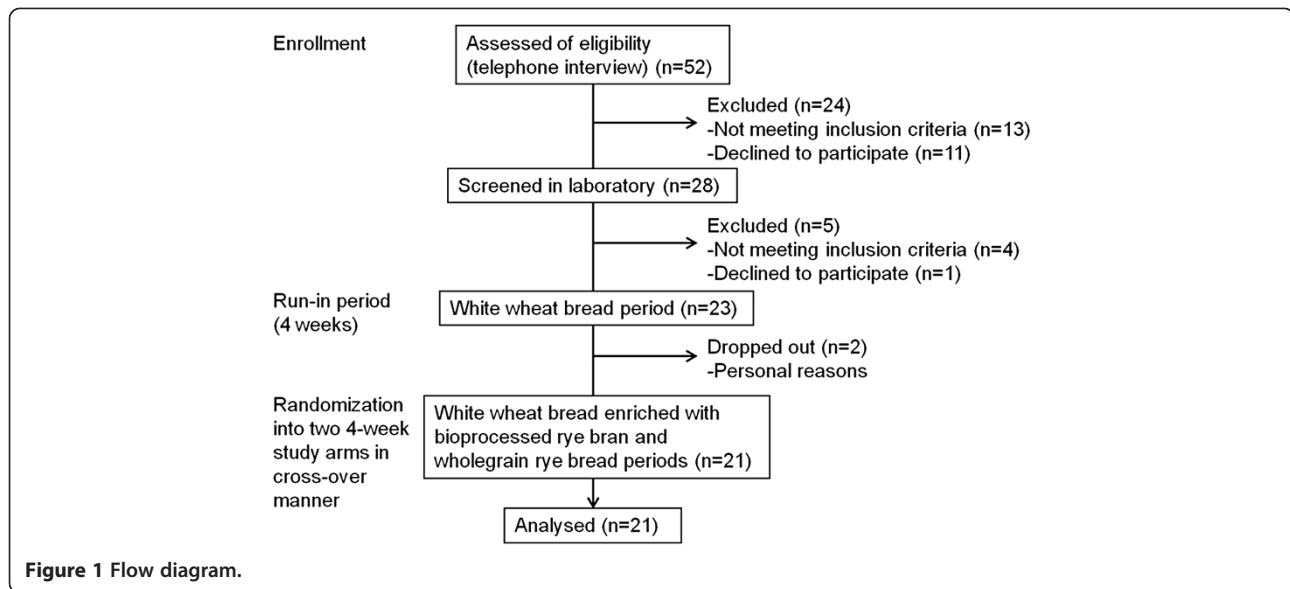 Enrollment
Assessed of eligibility
(telephone interview) (n=52)
Excluded (n=24)
-Not meeting inclusion criteria (n=13)
-Declined to participate (n=11)
Screened in laboratory (n=28)
Excluded (n=5)
-Not meeting inclusion criteria (n=4)
-Declined to participate (n=1)
Run-in period
(4 weeks)
White wheat bread period (n=23)
Dropped out (n=2)
-Personal reasons
Randomization
into two 4-week
study arms in
cross-over
manner
White wheat bread enriched with
bioprocessed rye bran and
wholegrain rye bread periods (n=21)
Analysed (n=21)
Figure 1 Flow diagram.